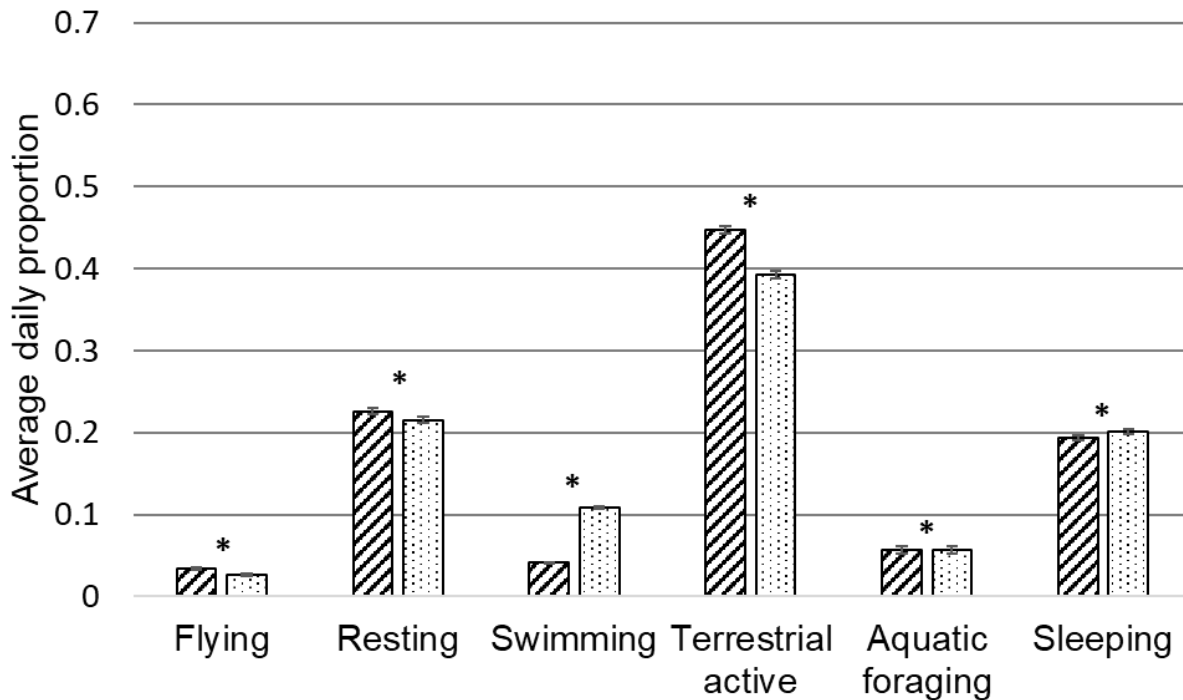 Average daily proportion
0.7
0.6
0.5
0.4
0.3
0.2
0.1
0
*
*
*
*
*
*
Flying
Resting
Swimming
Terrestrial
active
Aquatic
foraging
Sleeping